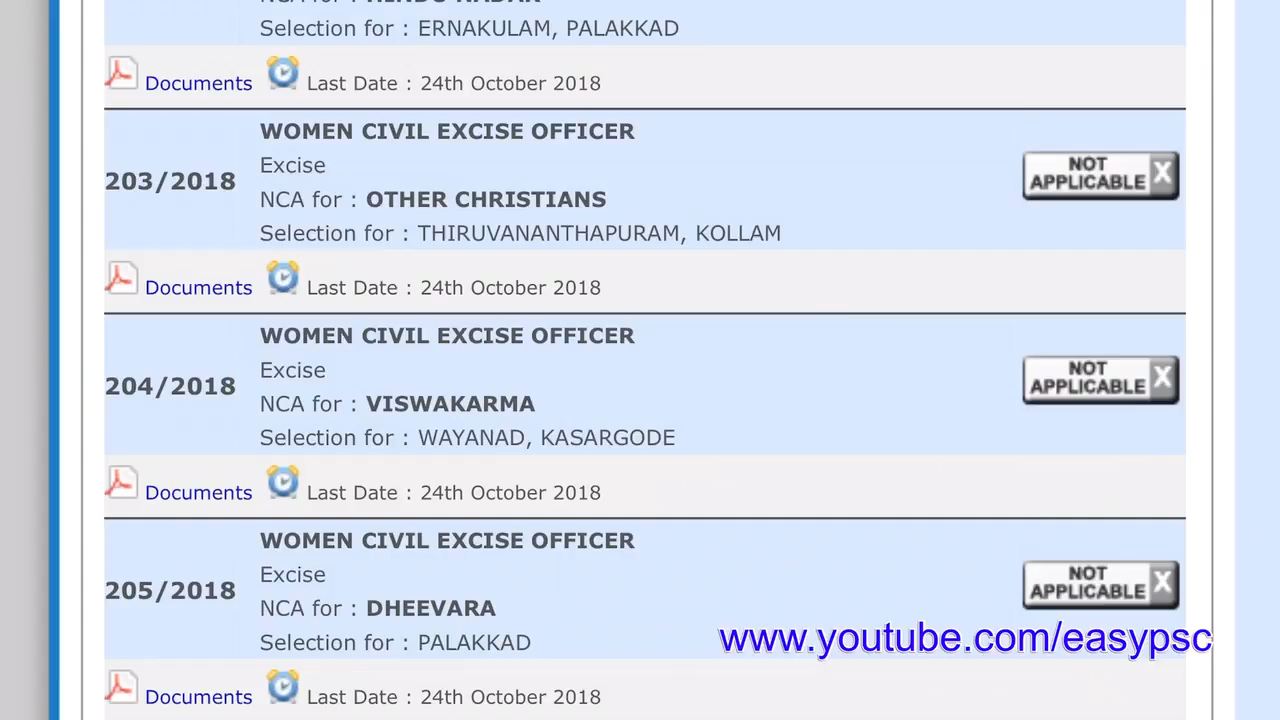 NCA for : HINDU NADAR
Selection for : ERNAKULAM, PALAKKAD
Documents Last Date : 24th October 2018
WOMEN CIVIL EXCISE OFFICER
203/2018
Excise
NCA for : OTHER CHRISTIANS
Selection for : THIRUVANANTHAPURAM, KOLLAM
NOT
APPLICABLE X
Documents Last Date : 24th October 2018
WOMEN CIVIL EXCISE OFFICER
204/2018
Excise
NCA for : VISWAKARMA
Selection for : WAYANAD, KASARGODE
NOT
APPLICABLE X
Documents Last Date : 24th October 2018
WOMEN CIVIL EXCISE OFFICER
205/2018
Excise
NCA for : DHEEVARA
Selection for : PALAKKAD
NOT
APPLICABLE X
www.youtube.com/easypsc
Documents Last Date : 24th October 2018